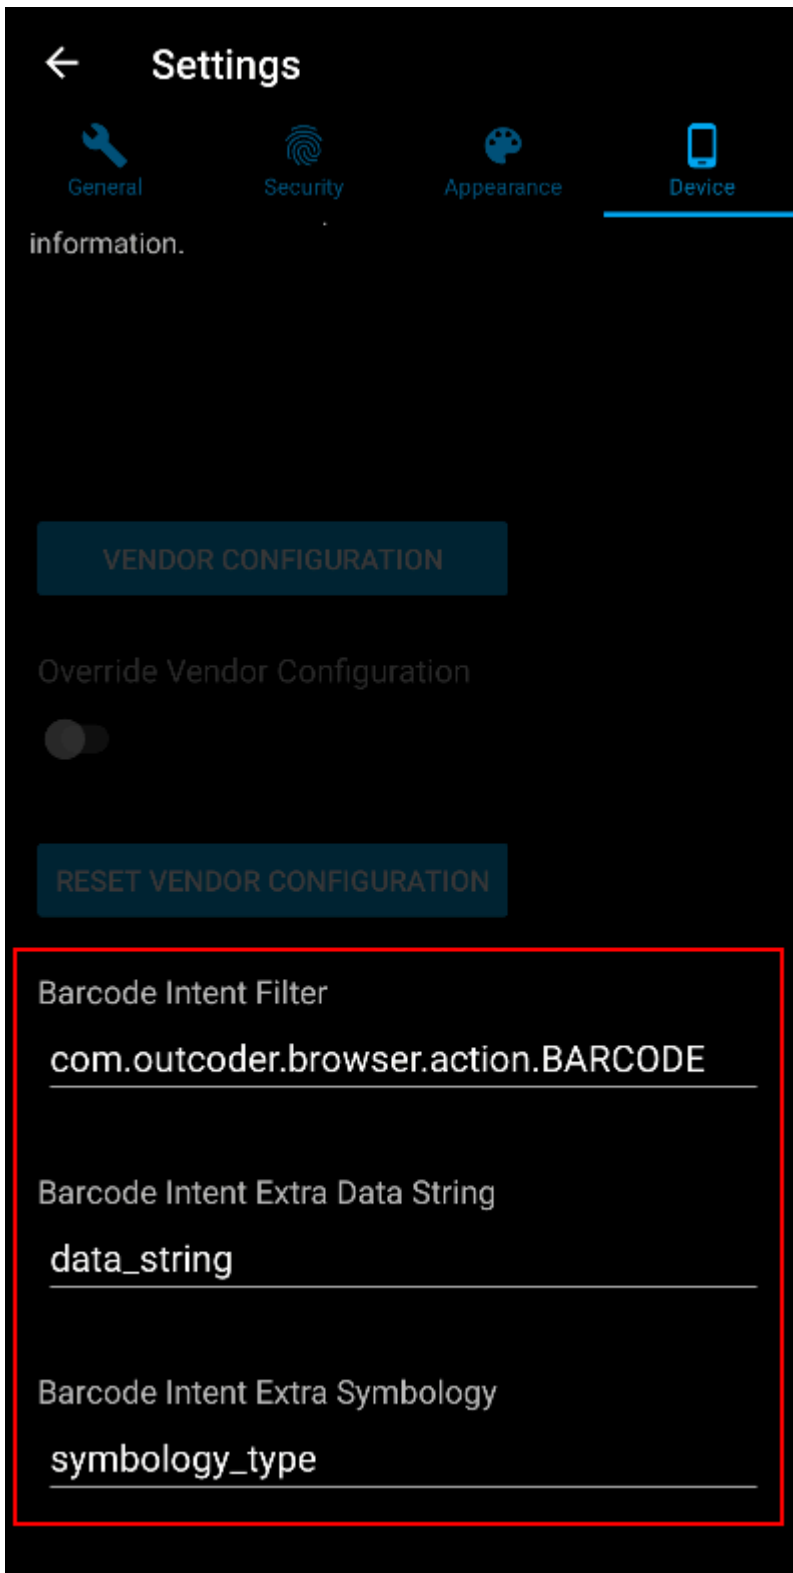 Settings
General Security Appearance Device
information.
VENDOR CONFIGURATION
Override Vendor Configuration
RESET VENDOR CONFIGURATION
Barcode Intent Filter
com.outcoder.browser.action.BARCODE
Barcode Intent Extra Data String
data_string
Barcode Intent Extra Symbology
symbology_type